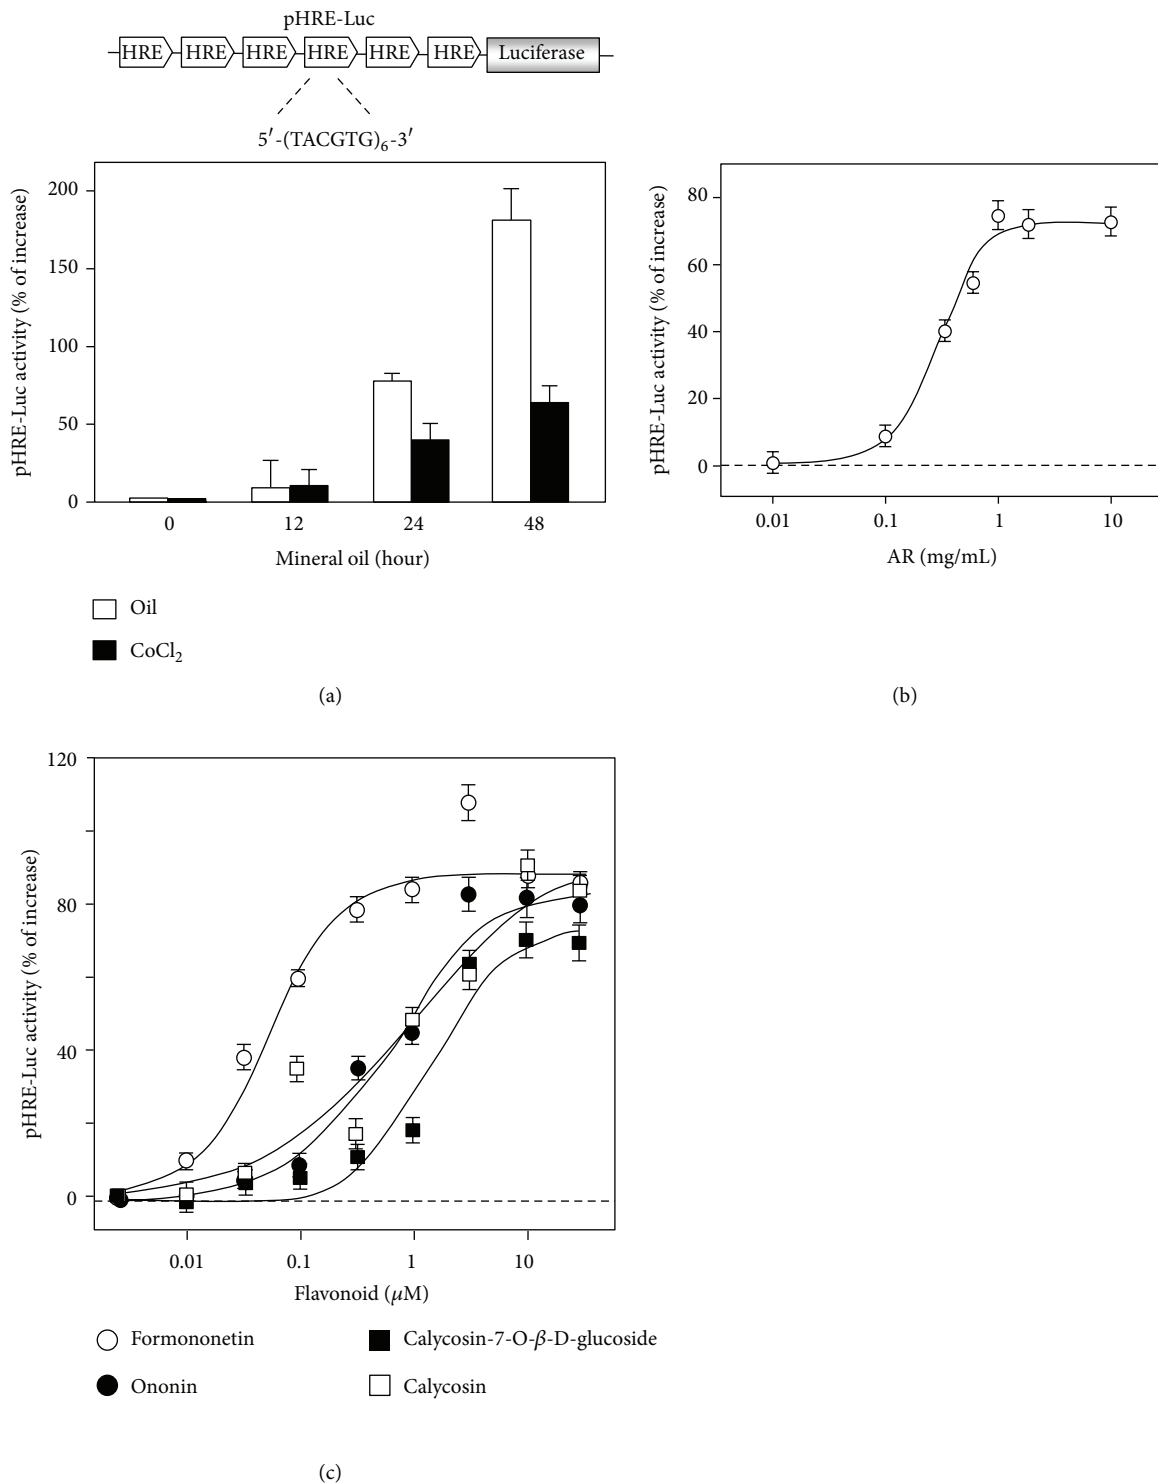 pHRE-Luc
HRE HRE HRE HRE HRE HRE Luciferase
5′-(TACGTG)₆-3′
pHRE-Luc activity (% of increase)
200
150
100
50
0
0 12 24 48
Mineral oil (hour)
Oil
CoCl₂
(a)
pHRE-Luc activity (% of increase)
80
60
40
20
0
0.01 0.1 1 10
AR (mg/mL)
(b)
pHRE-Luc activity (% of increase)
120
80
40
0
0.01 0.1 1 10
Flavonoid (μM)
Formononetin
Ononin
Calycosin-7-O-β-D-glucoside
Calycosin
(c)